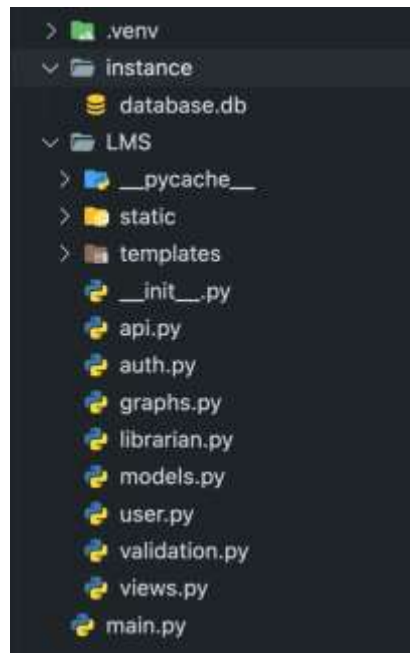 .venv
instance
database.db
LMS
__pycache__
static
templates
__init__.py
api.py
auth.py
graphs.py
librarian.py
models.py
user.py
validation.py
views.py
main.py